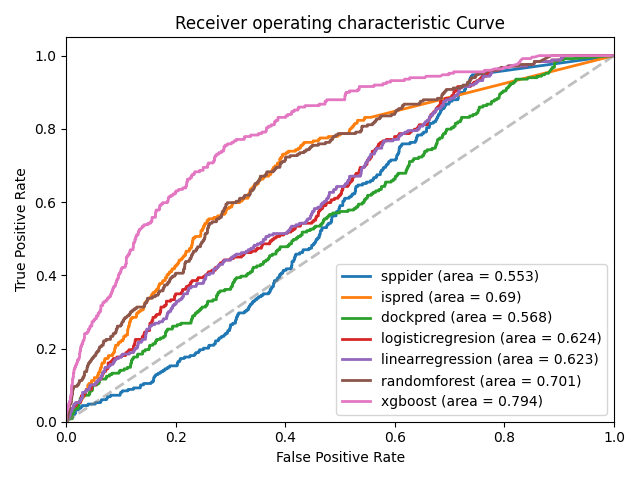 Receiver operating characteristic Curve
True Positive Rate
1.0
0.8
0.6
0.4
0.2
0.0
sppider (area = 0.553)
ispred (area = 0.69)
dockpred (area = 0.568)
logisticregresion (area = 0.624)
linearregression (area = 0.623)
randomforest (area = 0.701)
xgboost (area = 0.794)
0.0 0.2 0.4 0.6 0.8 1.0
False Positive Rate